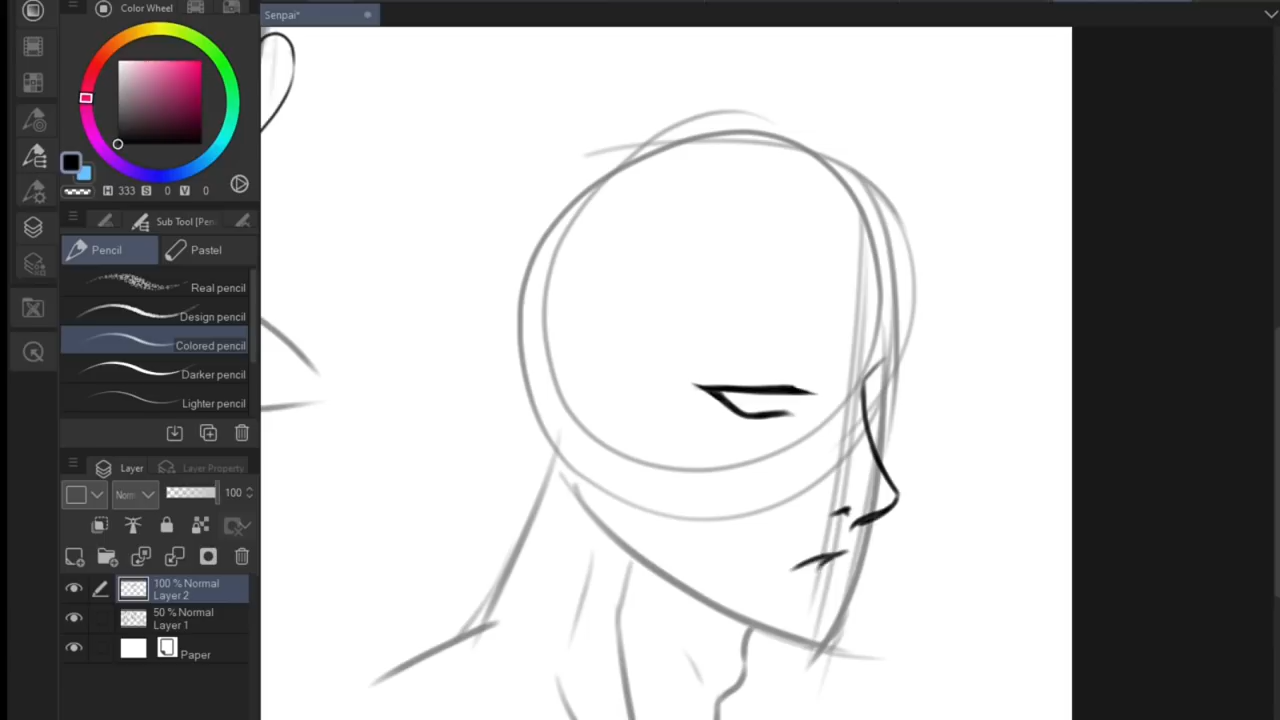 Color Wheel
Senpai*
H 333 S 0 V 0
Sub Tool [Pen
Pencil
Pastel
Real pencil
Design pencil
Colored pencil
Darker pencil
Lighter pencil
Layer
Layer Property
Nor
100
100 % Normal
Layer 2
50 % Normal
Layer 1
Paper